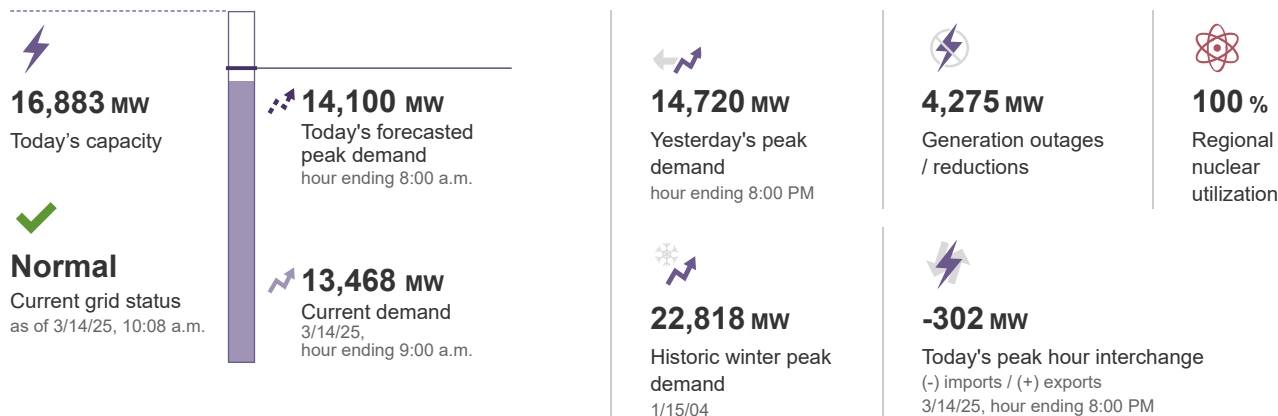 16,883 MW
Today's capacity
Normal
Current grid status
as of 3/14/25, 10:08 a.m.
14,100 MW
Today's forecasted
peak demand
hour ending 8:00 a.m.
13,468 MW
Current demand
3/14/25,
hour ending 9:00 a.m.
14,720 MW
Yesterday's peak
demand
hour ending 8:00 PM
4,275 MW
Generation outages
/ reductions
100 %
Regional
nuclear
utilization
22,818 MW
Historic winter peak
demand
1/15/04
-302 MW
Today's peak hour interchange
(-) imports / (+) exports
3/14/25, hour ending 8:00 PM